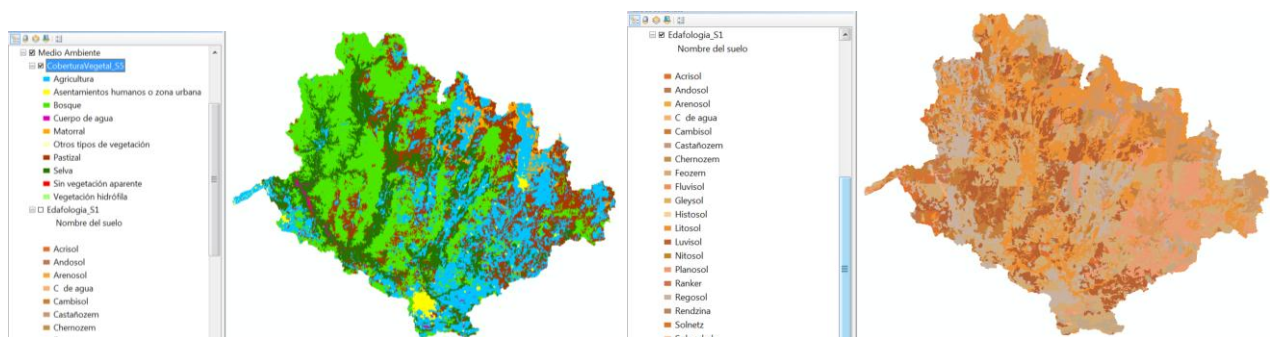 Medio Ambiente
CoberturaVegetal_S5
Agricultura
Asentamientos humanos o zona urbana
Bosque
Cuerpo de agua
Matorral
Otros tipos de vegetación
Pastizal
Selva
Sin vegetación aparente
Vegetación hidrófila
Edafología_S1
Nombre del suelo
Acrisol
Andosol
Arenosol
C de agua
Cambisol
Castañozem
Chernozem
Edafología_S1
Nombre del suelo
Acrisol
Andosol
Arenosol
C de agua
Cambisol
Castañozem
Chernozem
Feozem
Fluvisol
Gleysol
Histosol
Litosol
Luvisol
Nitosol
Planosol
Ranker
Regosol
Rendzina
Solnetz